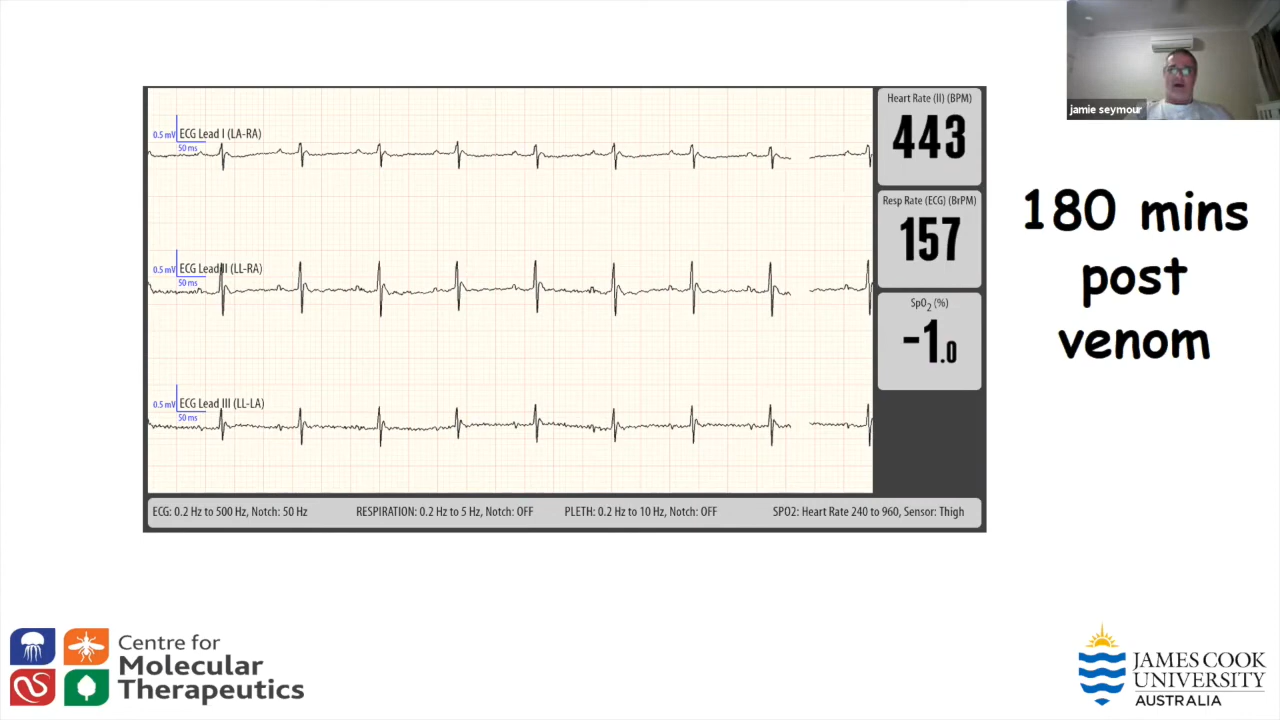 jamie seymour
0.5 mV
ECG Lead I (LA-RA)
50 ms
0.5 mV
ECG Lead II (LL-RA)
50 ms
0.5 mV
ECG Lead III (LL-LA)
50 ms
Heart Rate (II) (BPM)
443
Resp Rate (ECG) (BrPM)
157
SpO2 (%)
-1.0
ECG: 0.2 Hz to 500 Hz, Notch: 50 Hz RESPIRATION: 0.2 Hz to 5 Hz, Notch: OFF PLETH: 0.2 Hz to 10 Hz, Notch: OFF SPO2: Heart Rate 240 to 960, Sensor: Thigh
180 mins
post
venom
Centre for
Molecular
Therapeutics
JAMES COOK
UNIVERSITY
AUSTRALIA